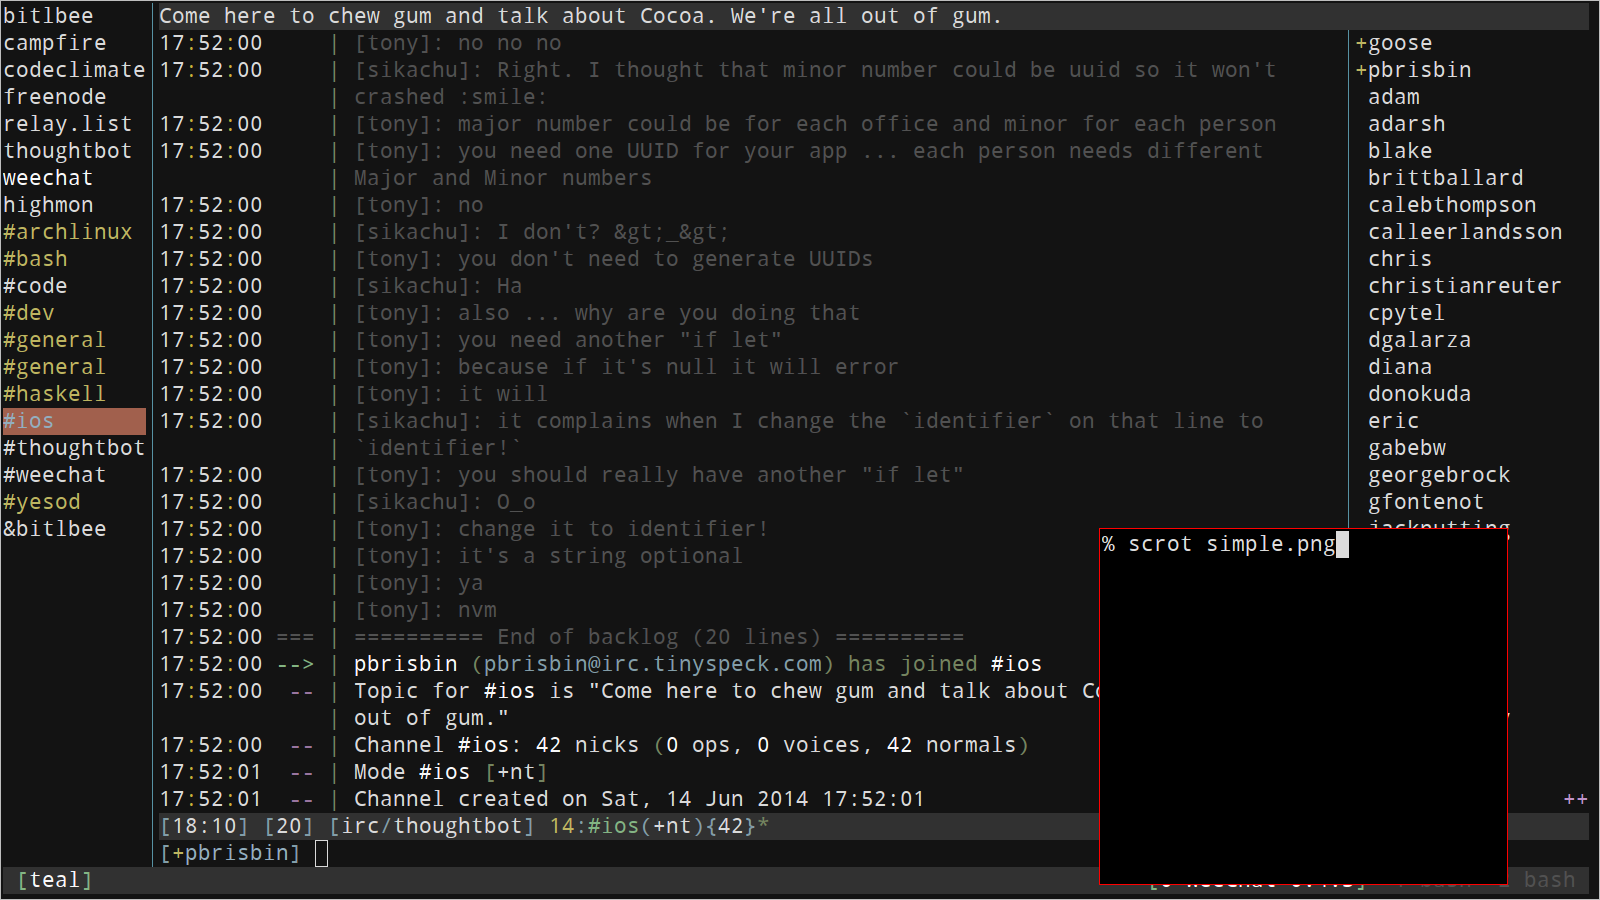 bitlbee
campfire
codeclimate
freenode
relay.list
thoughtbot
weechat
highmon
#archlinux
#bash
#code
#dev
#general
#general
#haskell
#ios
#thoughtbot
#weechat
#yesod
&bitlbee
Come here to chew gum and talk about Cocoa. We're all out of gum.
17:52:00 | [tony]: no no no
17:52:00 | [sikachu]: Right. I thought that minor number could be uuid so it won't
| crashed :smile:
17:52:00 | [tony]: major number could be for each office and minor for each person
17:52:00 | [tony]: you need one UUID for your app ... each person needs different
| Major and Minor numbers
17:52:00 | [tony]: no
17:52:00 | [sikachu]: I don't? &gt;_&gt;
17:52:00 | [tony]: you don't need to generate UUIDs
17:52:00 | [sikachu]: Ha
17:52:00 | [tony]: also ... why are you doing that
17:52:00 | [tony]: you need another "if let"
17:52:00 | [tony]: because if it's null it will error
17:52:00 | [tony]: it will
17:52:00 | [sikachu]: it complains when I change the `identifier` on that line to
| `identifier!`
17:52:00 | [tony]: you should really have another "if let"
17:52:00 | [sikachu]: O_o
17:52:00 | [tony]: change it to identifier!
17:52:00 | [tony]: it's a string optional
17:52:00 | [tony]: ya
17:52:00 | [tony]: nvm
17:52:00 === | ========== End of backlog (20 lines) ==========
17:52:00 --> | pbrisbin (pbrisbin@irc.tinyspeck.com) has joined #ios
17:52:00 -- | Topic for #ios is "Come here to chew gum and talk about
| out of gum."
17:52:00 -- | Channel #ios: 42 nicks (0 ops, 0 voices, 42 normals)
17:52:01 -- | Mode #ios [+nt]
17:52:01 -- | Channel created on Sat, 14 Jun 2014 17:52:01
[18:10] [20] [irc/thoughtbot] 14:#ios(+nt){42}*
[+pbrisbin]
+goose
+pbrisbin
adam
adarsh
blake
brittballard
calebthompson
calleerlandsson
chris
christianreuter
cpytel
dgalarza
diana
donokuda
eric
gabebw
georgebrock
gfontenot
++
% scrot simple.png
[teal]
bash